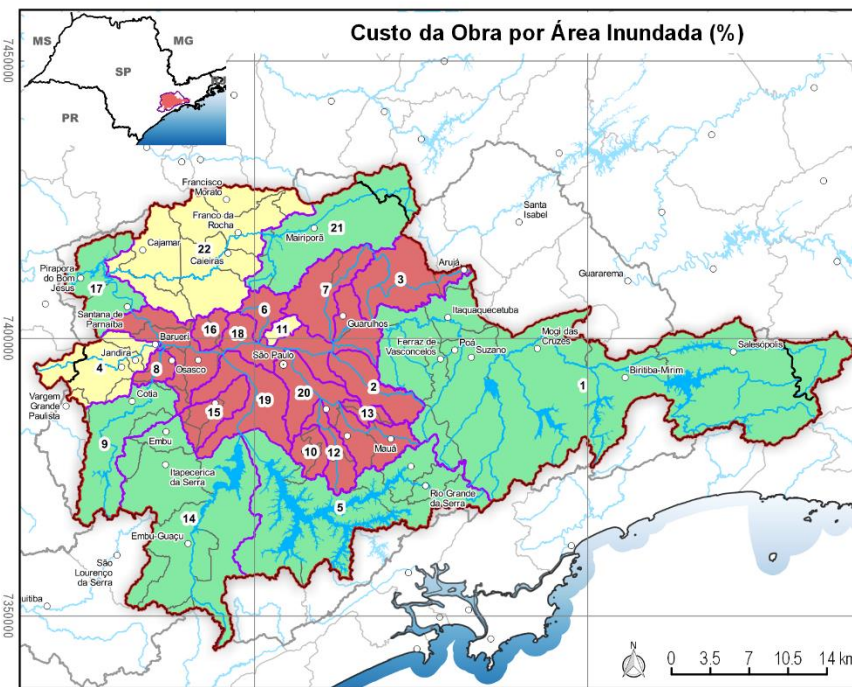 Custo da Obra por Área Inundada (%)
7450000
MS
MG
SP
PR
Francisco
Morato
Franco da
Rocha
21
Santa
Isabel
Mairiporã
22
Cajamar
Caieiras
Arujá
3
Pirapora
do Bom
Jesus
17
7
Guararema
Santana de
Parnaíba
6
Itaquaquecetuba
Guarulhos
7400000
16
18
11
Barueri
Ferraz de
Vasconcelos
Poá
Suzano
Mogi das
Cruzes
Salesópolis
Jandira
4
8
Osasco
São Paulo
Biritiba-Mirim
1
2
Vargem
Grande
Paulista
Cotia
15
19
20
13
9
Embu
10
12
Mauá
Itapecerica
da Serra
Rio Grande
da Serra
5
14
Embu-Guaçu
São
Lourenço
da Serra
uitiba
7350000
N
0 3.5 7 10.5 14 km